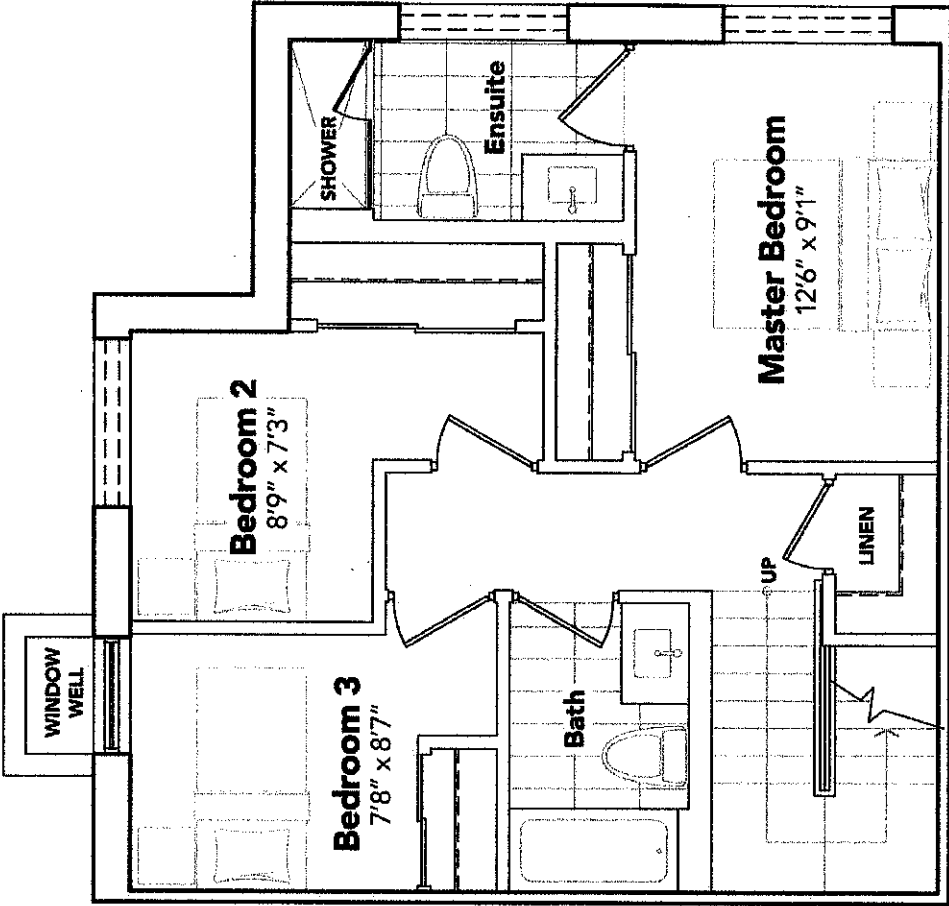 SHOWER
Ensuite
Master Bedroom
12'6" x 9'1"
Bedroom 2
8'9" x 7'3"
LINEN
UP
WINDOW
WELL
Bedroom 3
7'8" x 8'7"
Bath